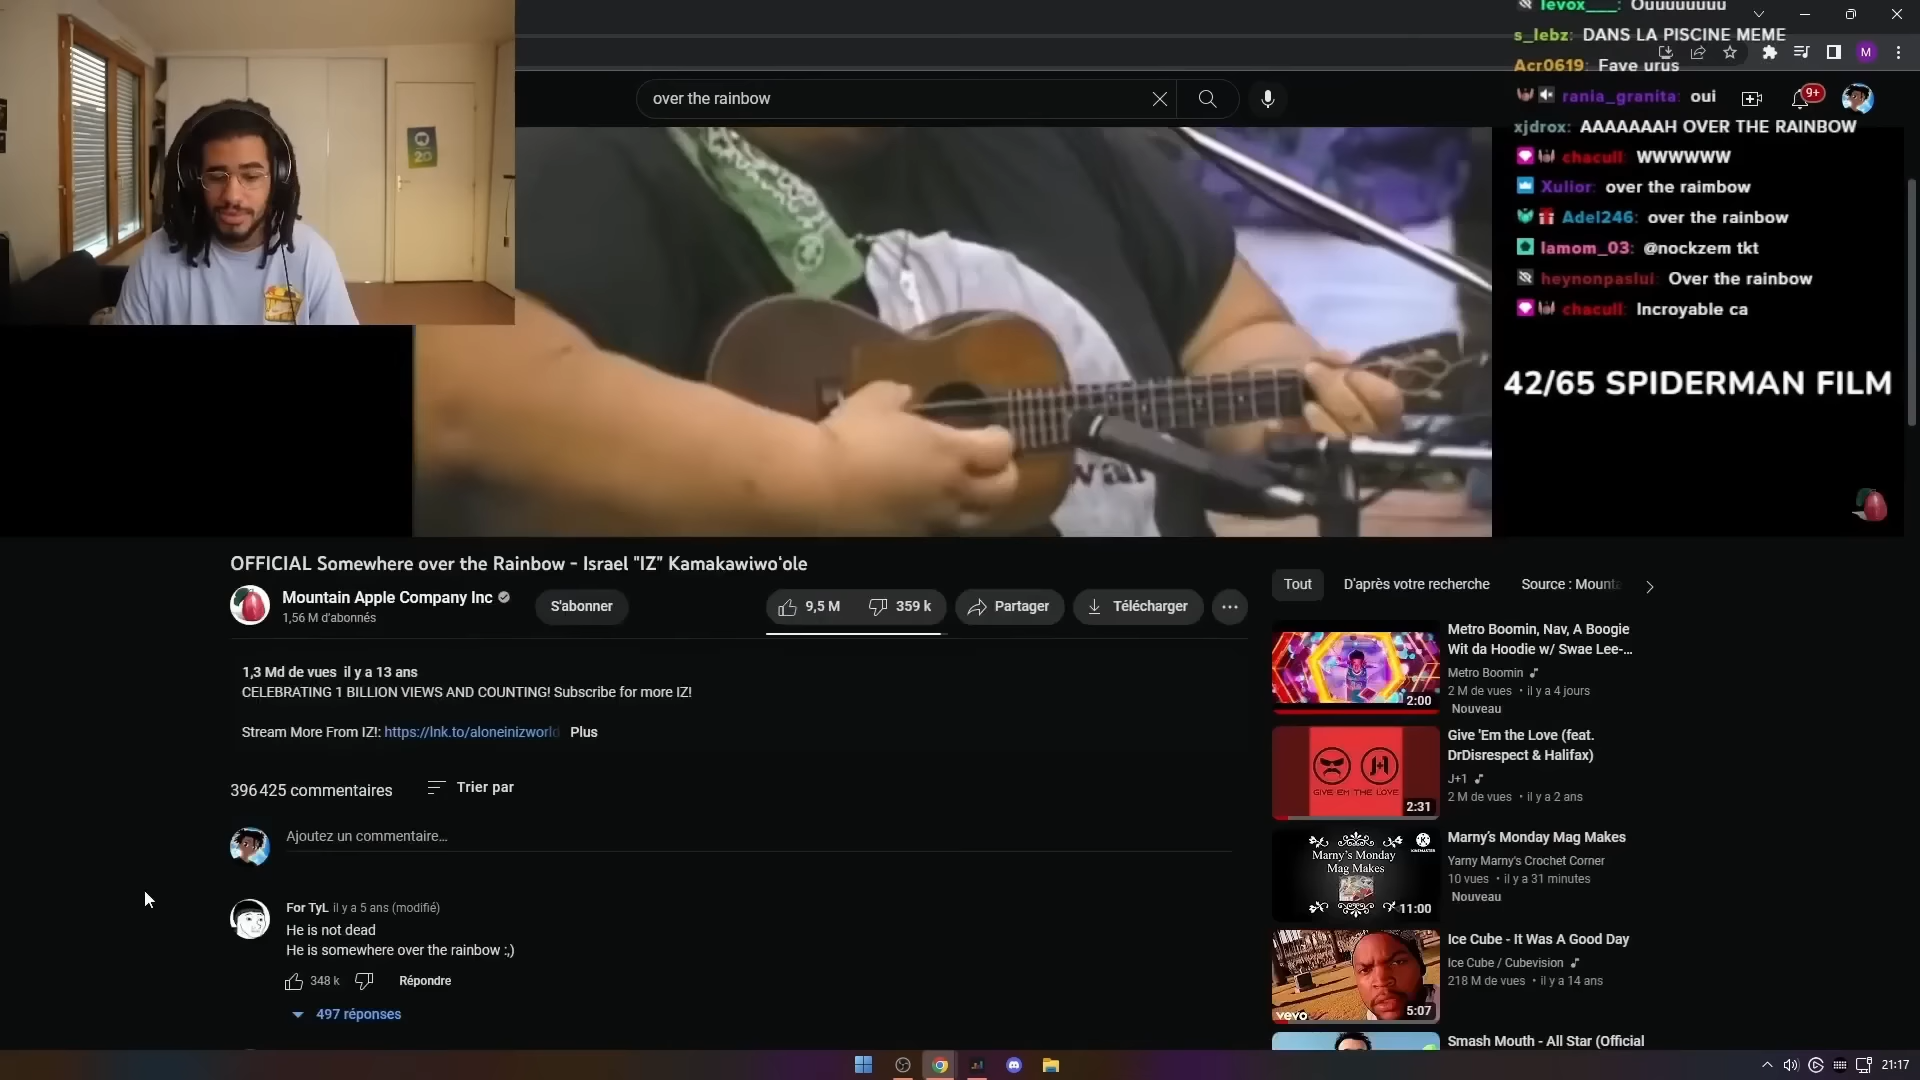 levox___: Ouuuuuuuu
s_lebz: DANS LA PISCINE MEME
Acr0619: Faye urus
rania_granita: oui
xjdrox: AAAAAAAH OVER THE RAINBOW
chacull: WWWWWW
Xulior: over the raimbow
Adel246: over the rainbow
lamom_03: @nockzem tkt
heynonpaslui: Over the rainbow
chacull: Incroyable ca
42/65 SPIDERMAN FILM
M
9+
over the rainbow
20
OFFICIAL Somewhere over the Rainbow - Israel "IZ" Kamakawiwoʻole
Mountain Apple Company Inc
1,56 M d'abonnés
S'abonner
9,5 M
359 k
Partager
Télécharger
1,3 Md de vues il y a 13 ans
CELEBRATING 1 BILLION VIEWS AND COUNTING! Subscribe for more IZ!
Stream More From IZ!: https://lnk.to/aloneinizworld Plus
396 425 commentaires
Trier par
Ajoutez un commentaire...
For TyL il y a 5 ans (modifié)
He is not dead
He is somewhere over the rainbow :,)
348 k
Répondre
497 réponses
Tout
D'après votre recherche
Source : Mounta
Metro Boomin, Nav, A Boogie
Wit da Hoodie w/ Swae Lee-...
Metro Boomin
2 M de vues • il y a 4 jours
Nouveau
2:00
Give 'Em the Love (feat.
DrDisrespect & Halifax)
J+1
2 M de vues • il y a 2 ans
GIVE EM THE LOVE
2:31
Marny's Monday Mag Makes
Yarny Marny's Crochet Corner
10 vues • il y a 31 minutes
Nouveau
Marny's Monday
Mag Makes
KINEMASTER
11:00
Ice Cube - It Was A Good Day
Ice Cube / Cubevision
218 M de vues • il y a 14 ans
vevo
5:07
Smash Mouth - All Star (Official
21:17